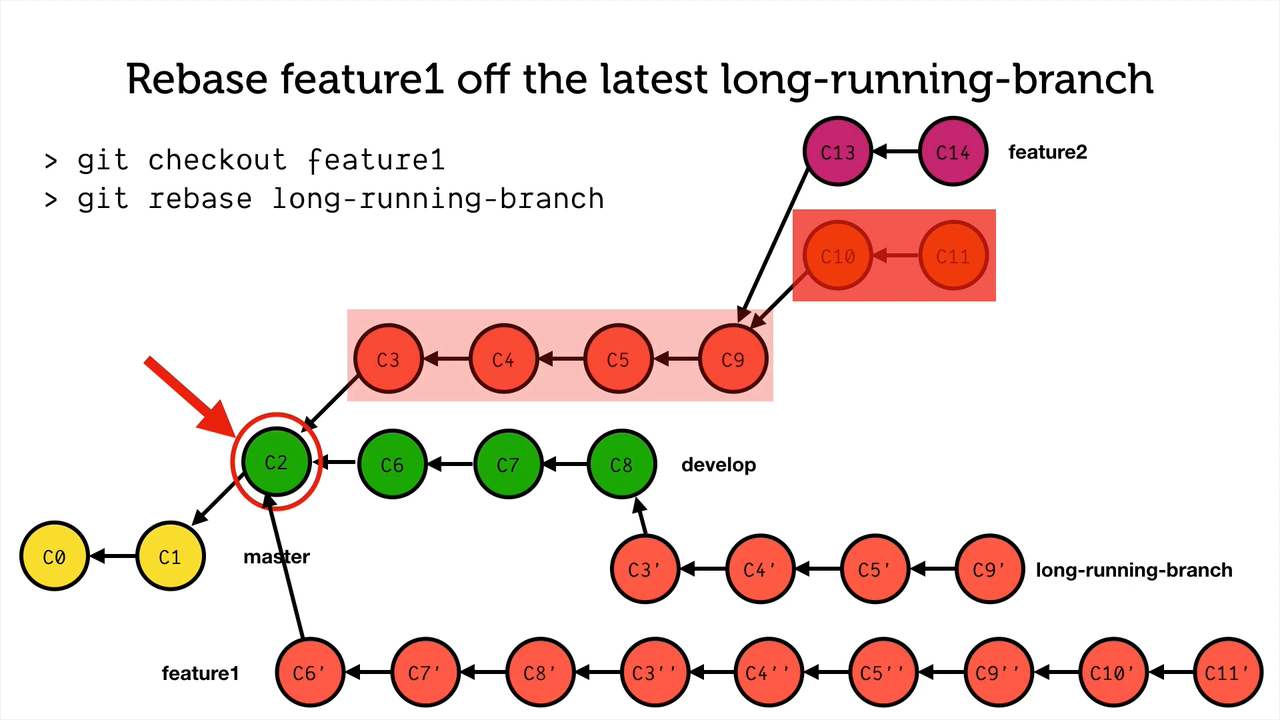 Rebase feature1 off the latest long-running-branch
> git checkout feature1
> git rebase long-running-branch
C13 C14 feature2
C10 C11
C3 C4 C5 C9
C2 C6 C7 C8 develop
C0 C1 master
C3' C4' C5' C9' long-running-branch
feature1 C6' C7' C8' C3'' C4'' C5'' C9'' C10' C11'